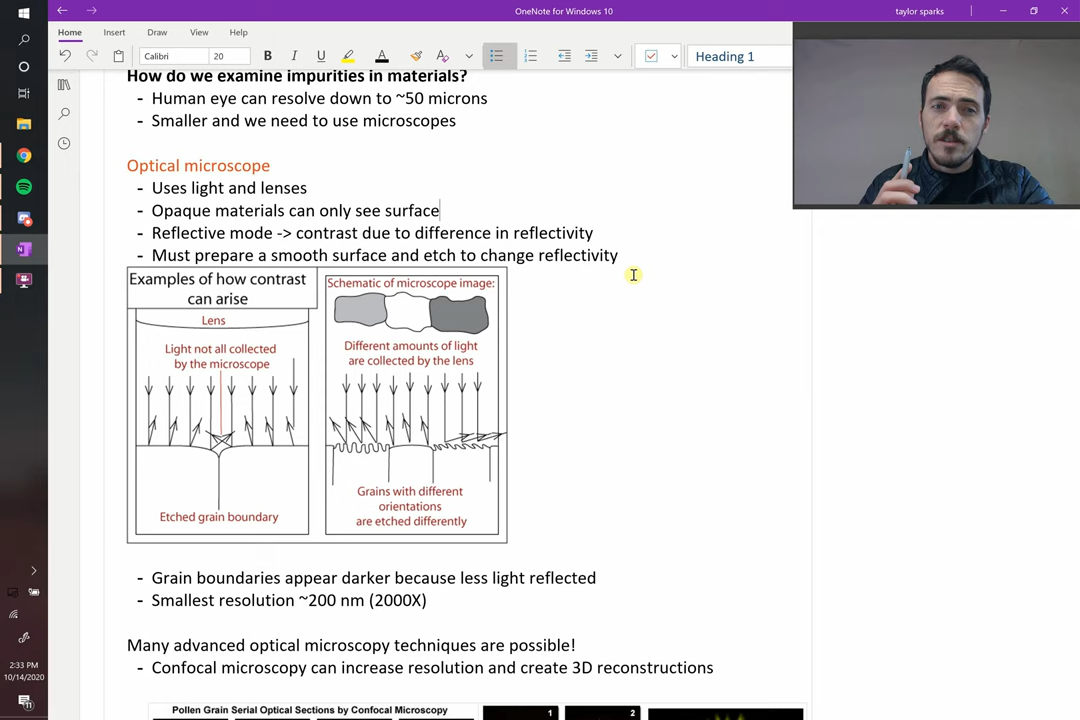 OneNote for Windows 10
taylor sparks
Home Insert Draw View Help
Calibri 20 B I U A Heading 1
How do we examine impurities in materials?
- Human eye can resolve down to ~50 microns
- Smaller and we need to use microscopes
Optical microscope
- Uses light and lenses
- Opaque materials can only see surface
- Reflective mode -> contrast due to difference in reflectivity
- Must prepare a smooth surface and etch to change reflectivity
Examples of how contrast
can arise
Lens
Light not all collected
by the microscope
Etched grain boundary
Schematic of microscope image:
Different amounts of light
are collected by the lens
Grains with different
orientations
are etched differently
- Grain boundaries appear darker because less light reflected
- Smallest resolution ~200 nm (2000X)
Many advanced optical microscopy techniques are possible!
- Confocal microscopy can increase resolution and create 3D reconstructions
Pollen Grain Serial Optical Sections by Confocal Microscopy
1
2
2:33 PM
10/14/2020